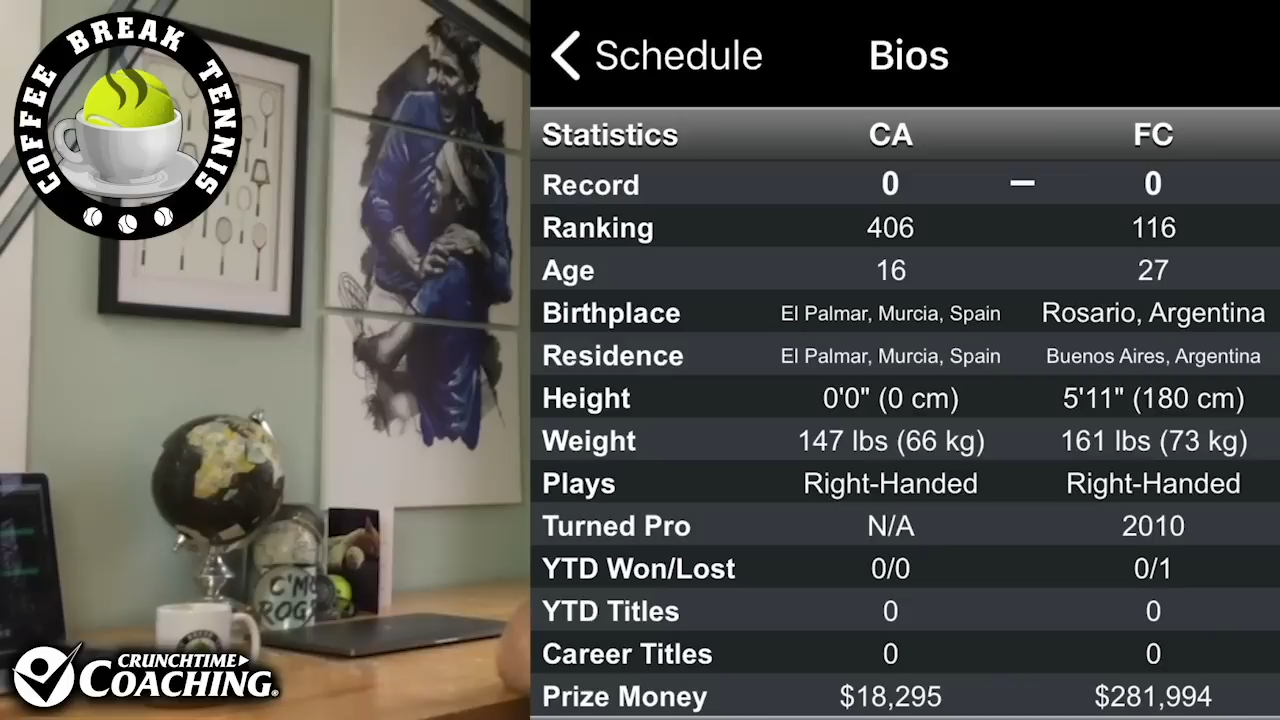 COFFEE BREAK TENNIS
C'MO
ROG
CRUNCHTIME
COACHING®
Schedule Bios
Statistics CA FC
Record 0 – 0
Ranking 406 116
Age 16 27
Birthplace El Palmar, Murcia, Spain Rosario, Argentina
Residence El Palmar, Murcia, Spain Buenos Aires, Argentina
Height 0'0" (0 cm) 5'11" (180 cm)
Weight 147 lbs (66 kg) 161 lbs (73 kg)
Plays Right-Handed Right-Handed
Turned Pro N/A 2010
YTD Won/Lost 0/0 0/1
YTD Titles 0 0
Career Titles 0 0
Prize Money $18,295 $281,994